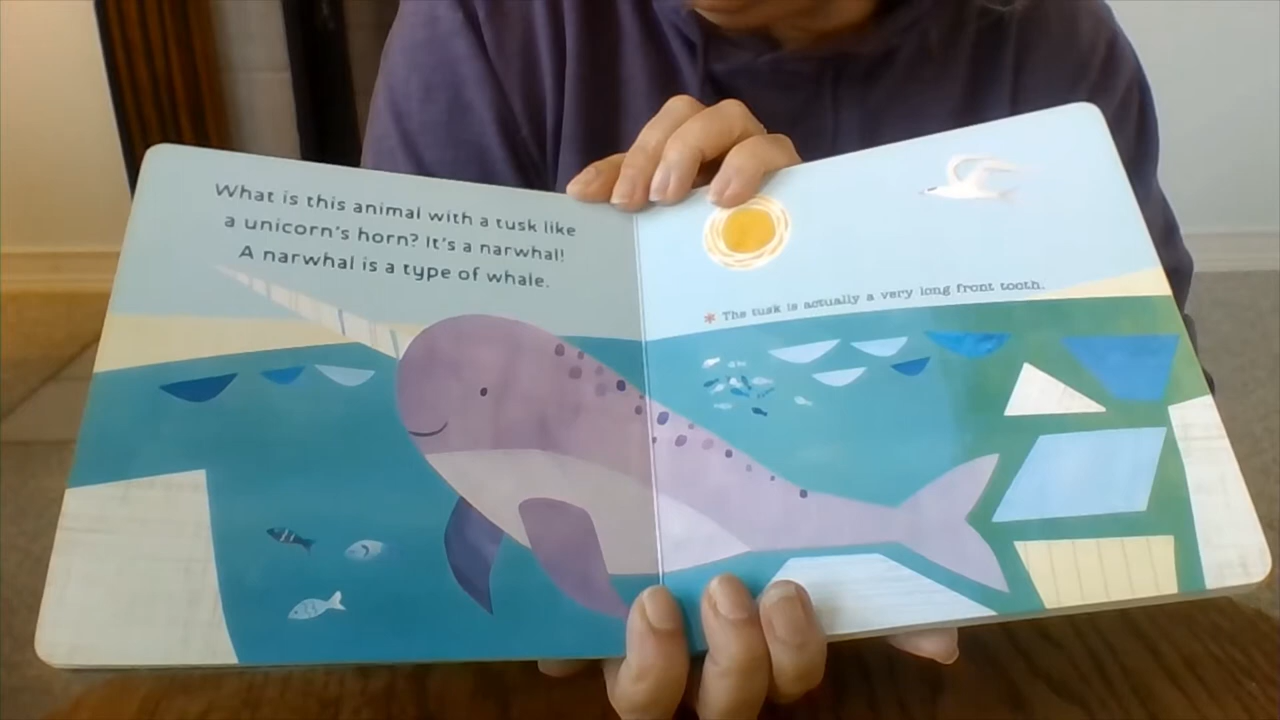 What is this animal with a tusk like
a unicorn's horn? It's a narwhal!
A narwhal is a type of whale.
* The tusk is actually a very long front tooth.